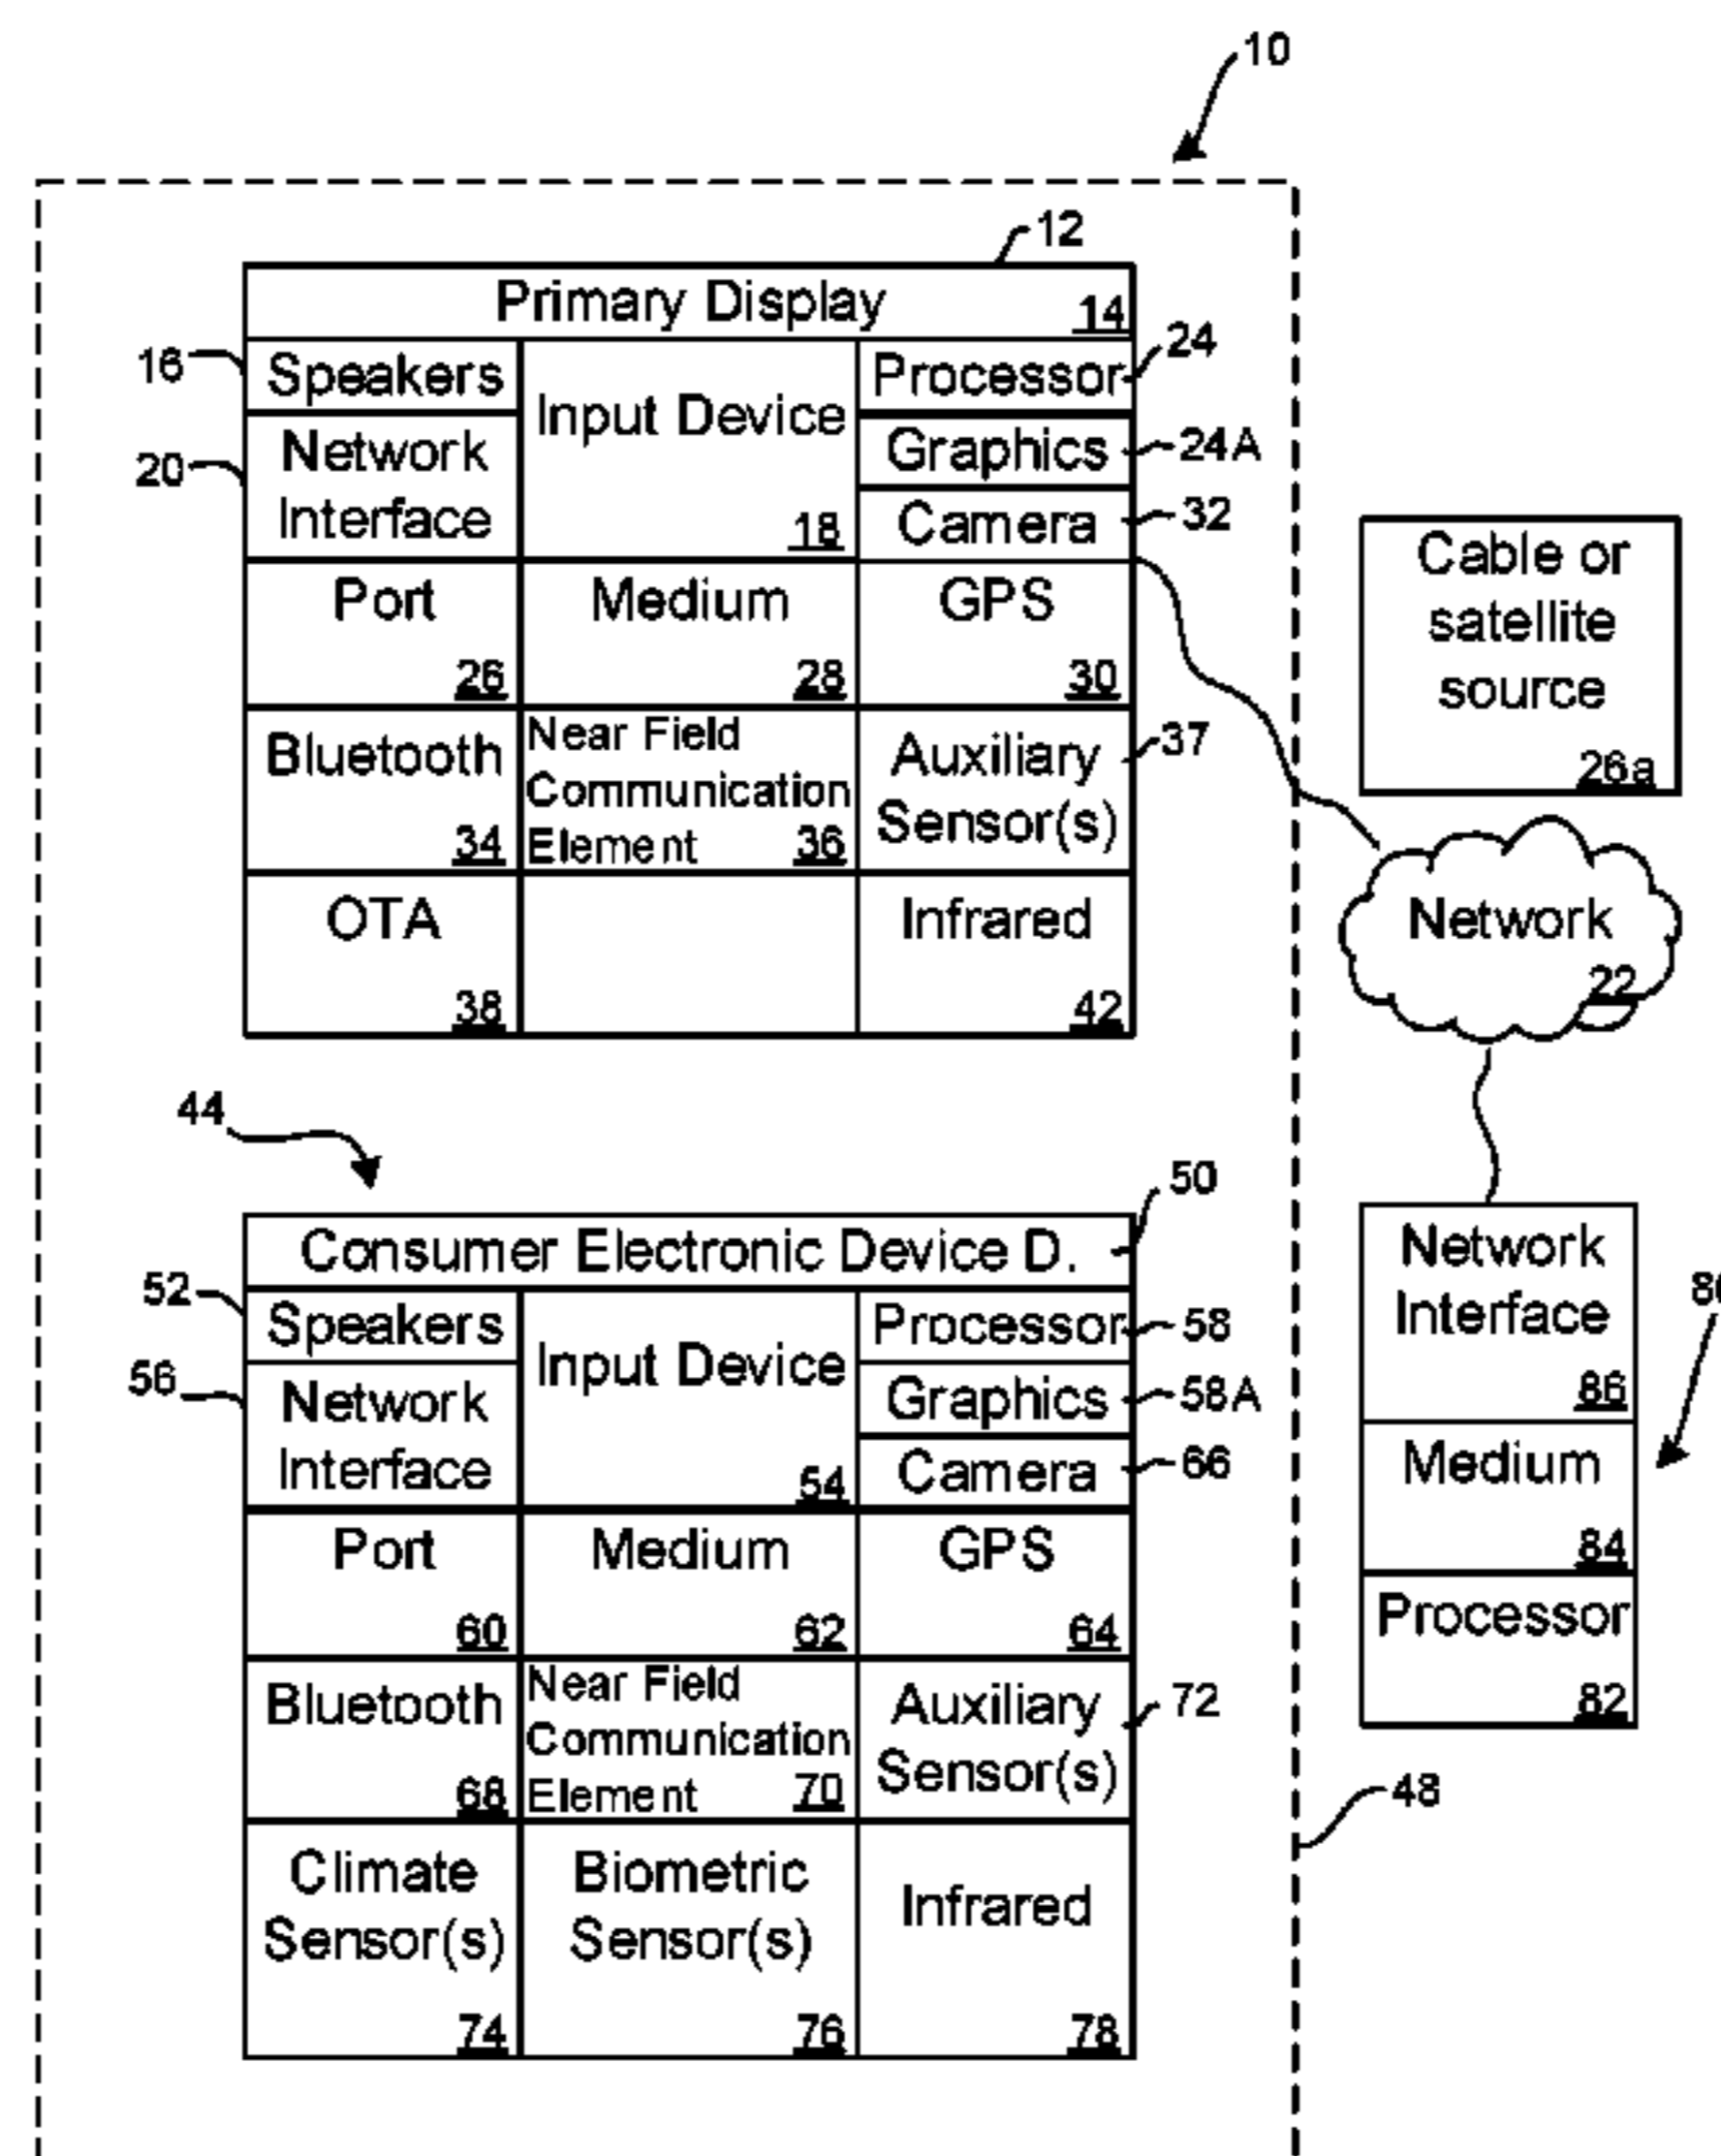 10
12
Primary Display
14
16
Speakers
Input Device
18
Processor
24
20
Network
Interface
Graphics
24A
Camera
32
Port
26
Medium
28
GPS
30
Bluetooth
34
Near Field
Communication
Element
36
Auxiliary
Sensor(s)
37
OTA
38
Infrared
42
Cable or
satellite
source
26a
Network
22
44
50
Consumer Electronic Device D.
52
Speakers
Input Device
54
Processor
58
56
Network
Interface
Graphics
58A
Camera
66
Port
60
Medium
62
GPS
64
Bluetooth
68
Near Field
Communication
Element
70
Auxiliary
Sensor(s)
72
Climate
Sensor(s)
74
Biometric
Sensor(s)
76
Infrared
78
Network
Interface
86
Medium
84
Processor
82
48